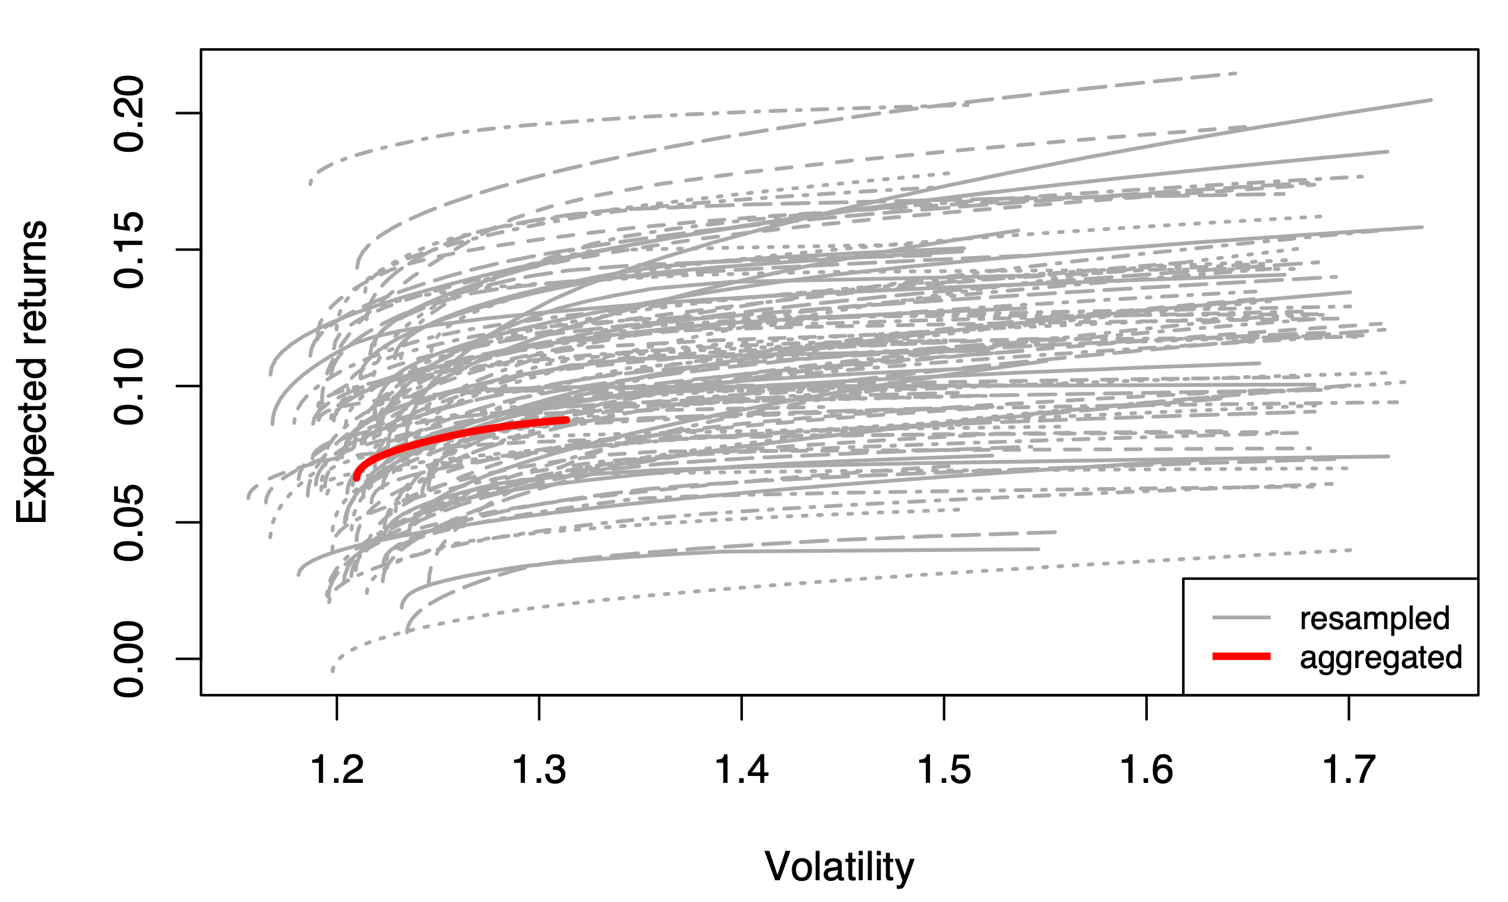 Expected returns
0.20
0.15
0.10
0.05
0.00
resampled
aggregated
1.2 1.3 1.4 1.5 1.6 1.7
Volatility